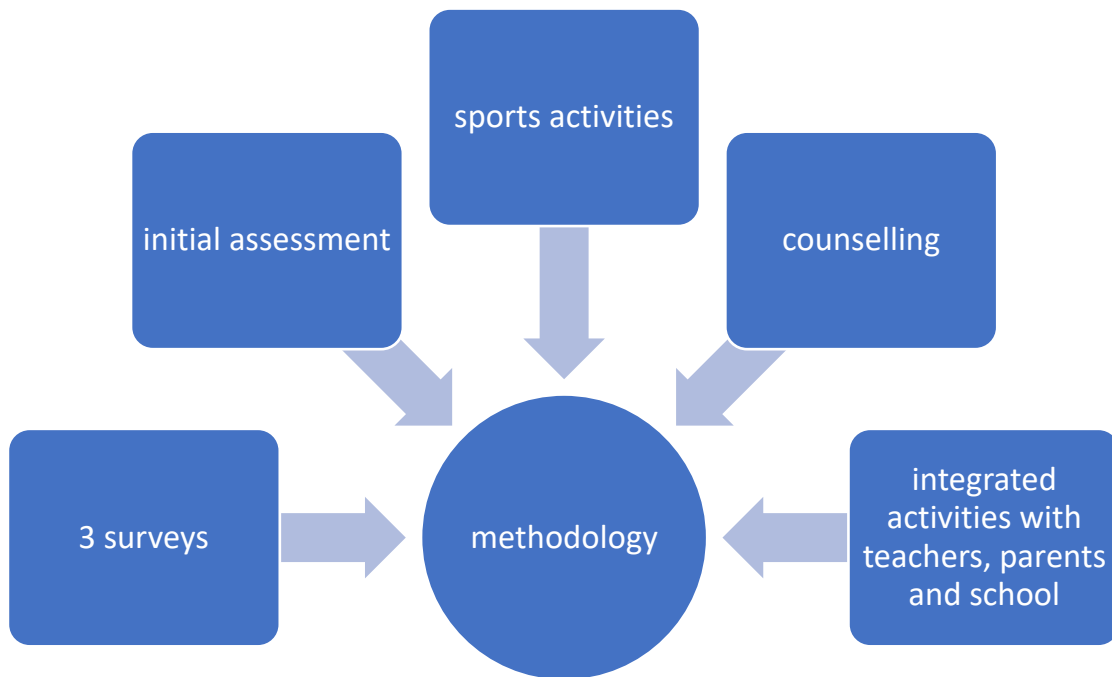 sports activities
initial assessment
counselling
3 surveys
methodology
integrated
activities with
teachers, parents
and school